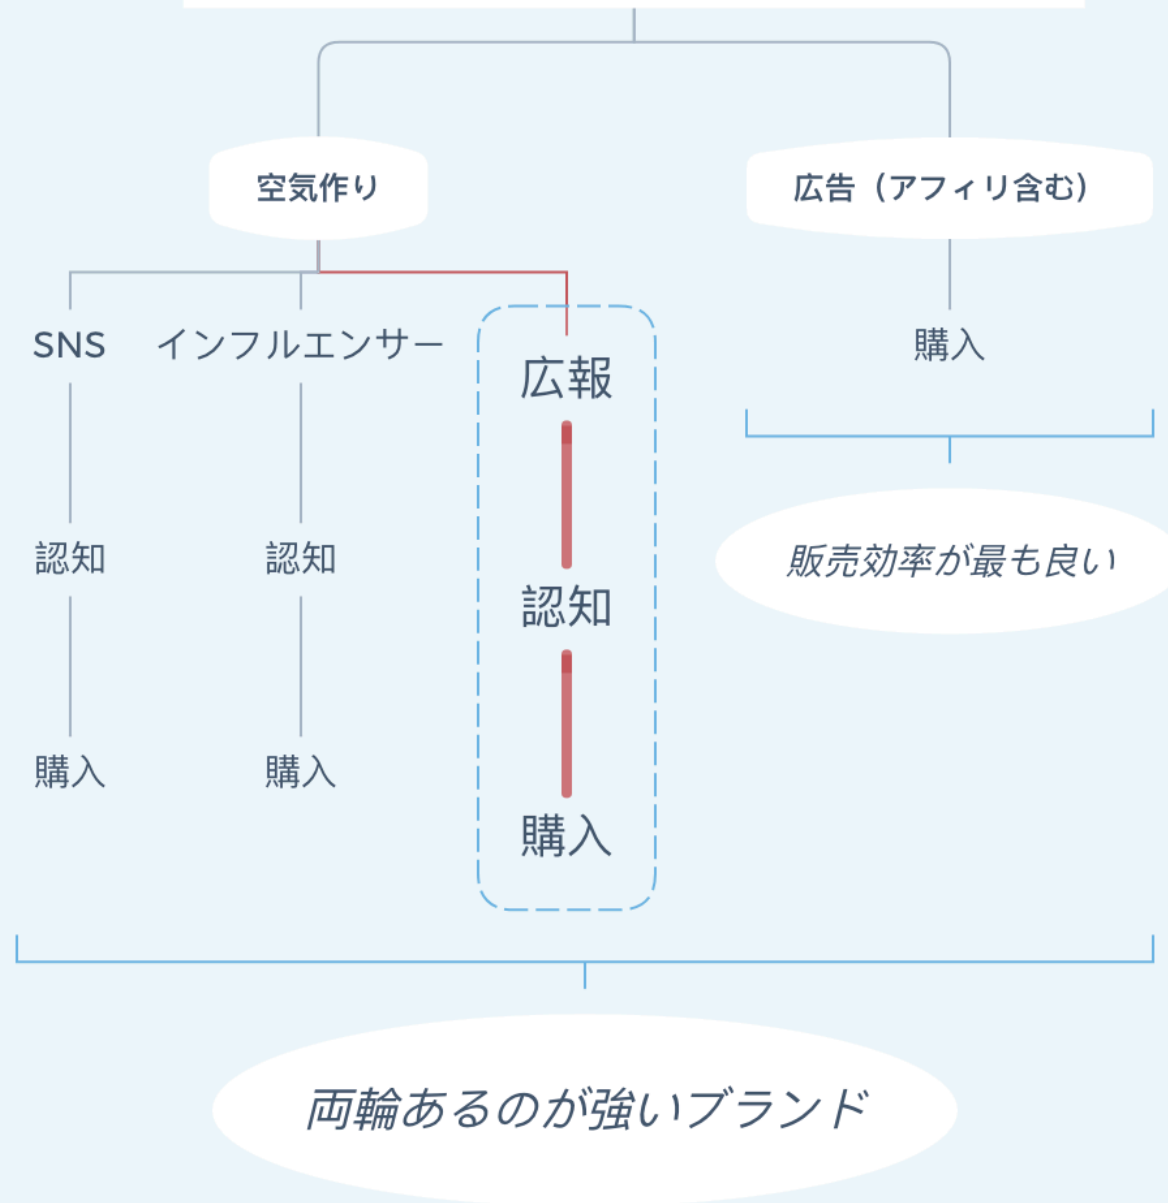 空気作り
広告（アフィリ含む）
SNS
インフルエンサー
広報
購入
認知
認知
認知
販売効率が最も良い
購入
購入
購入
両輪あるのが強いブランド